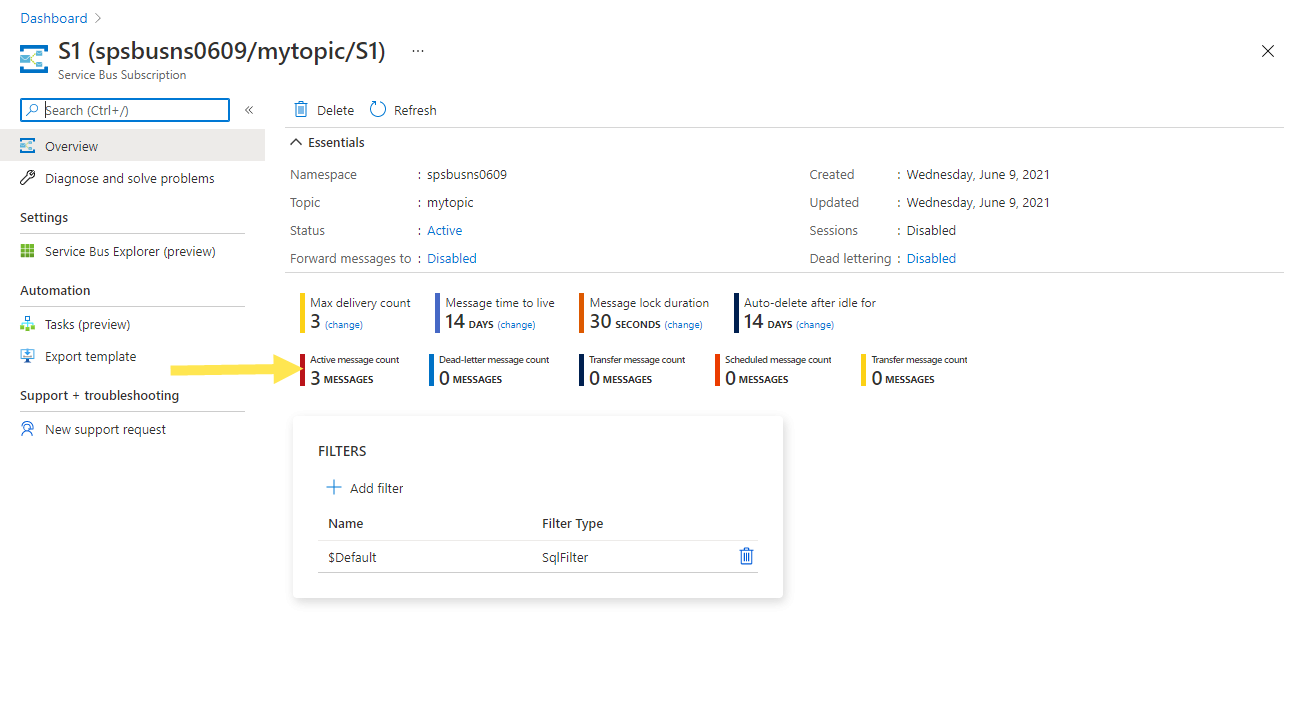 Dashboard
S1 (spsbusns0609/mytopic/S1) ...
Service Bus Subscription
Search (Ctrl+/)
«
Delete Refresh
Overview
Diagnose and solve problems
Settings
Service Bus Explorer (preview)
Automation
Tasks (preview)
Export template
Support + troubleshooting
New support request
Essentials
Namespace : spsbusns0609
Topic : mytopic
Status : Active
Forward messages to : Disabled
Created : Wednesday, June 9, 2021
Updated : Wednesday, June 9, 2021
Sessions : Disabled
Dead lettering : Disabled
Max delivery count
3 (change)
Message time to live
14 DAYS (change)
Message lock duration
30 SECONDS (change)
Auto-delete after idle for
14 DAYS (change)
Active message count
3 MESSAGES
Dead-letter message count
0 MESSAGES
Transfer message count
0 MESSAGES
Scheduled message count
0 MESSAGES
Transfer message count
0 MESSAGES
FILTERS
Add filter
Name Filter Type
$Default SqlFilter